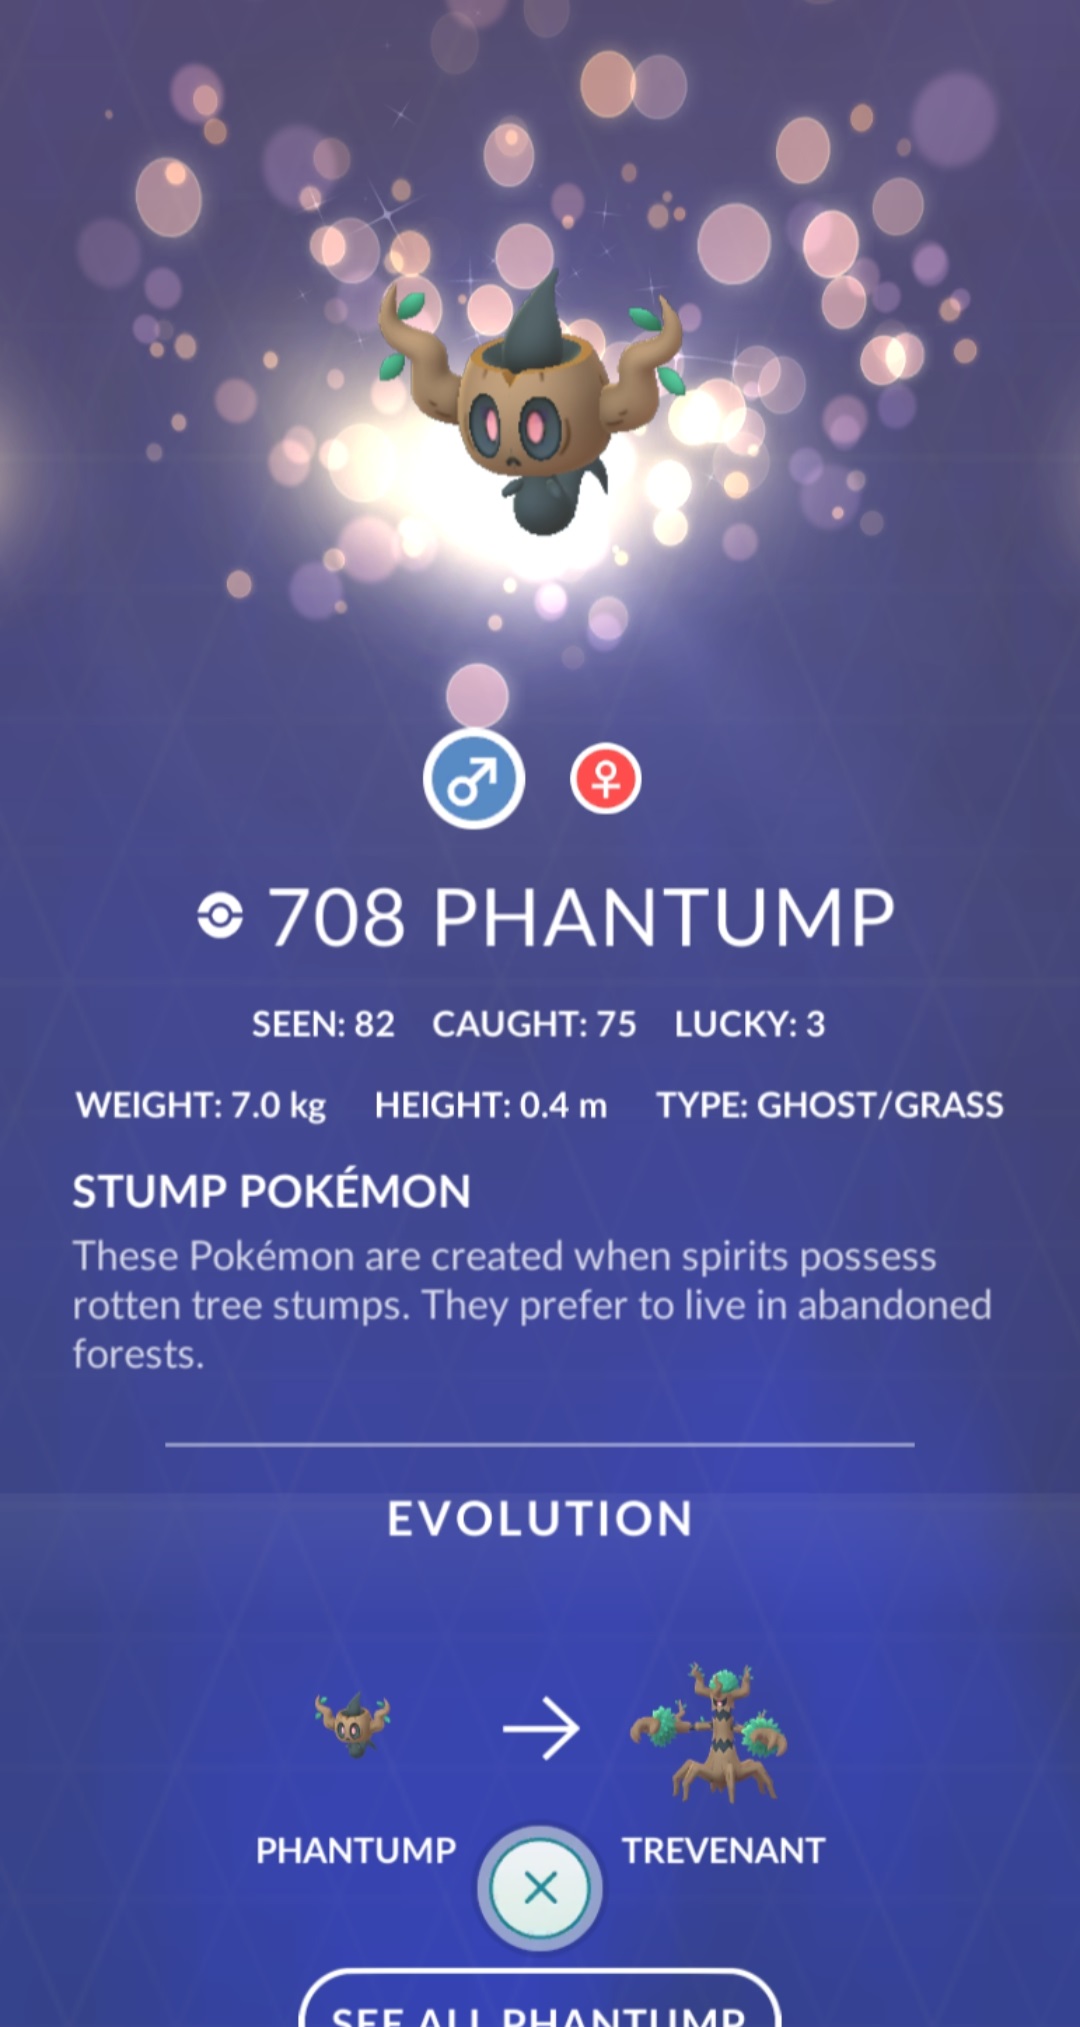 708 PHANTUMP
SEEN: 82 CAUGHT: 75 LUCKY: 3
WEIGHT: 7.0 kg HEIGHT: 0.4 m TYPE: GHOST/GRASS
STUMP POKÉMON
These Pokémon are created when spirits possess
rotten tree stumps. They prefer to live in abandoned
forests.
EVOLUTION
PHANTUMP TREVENANT
SEE ALL PHANTUMP